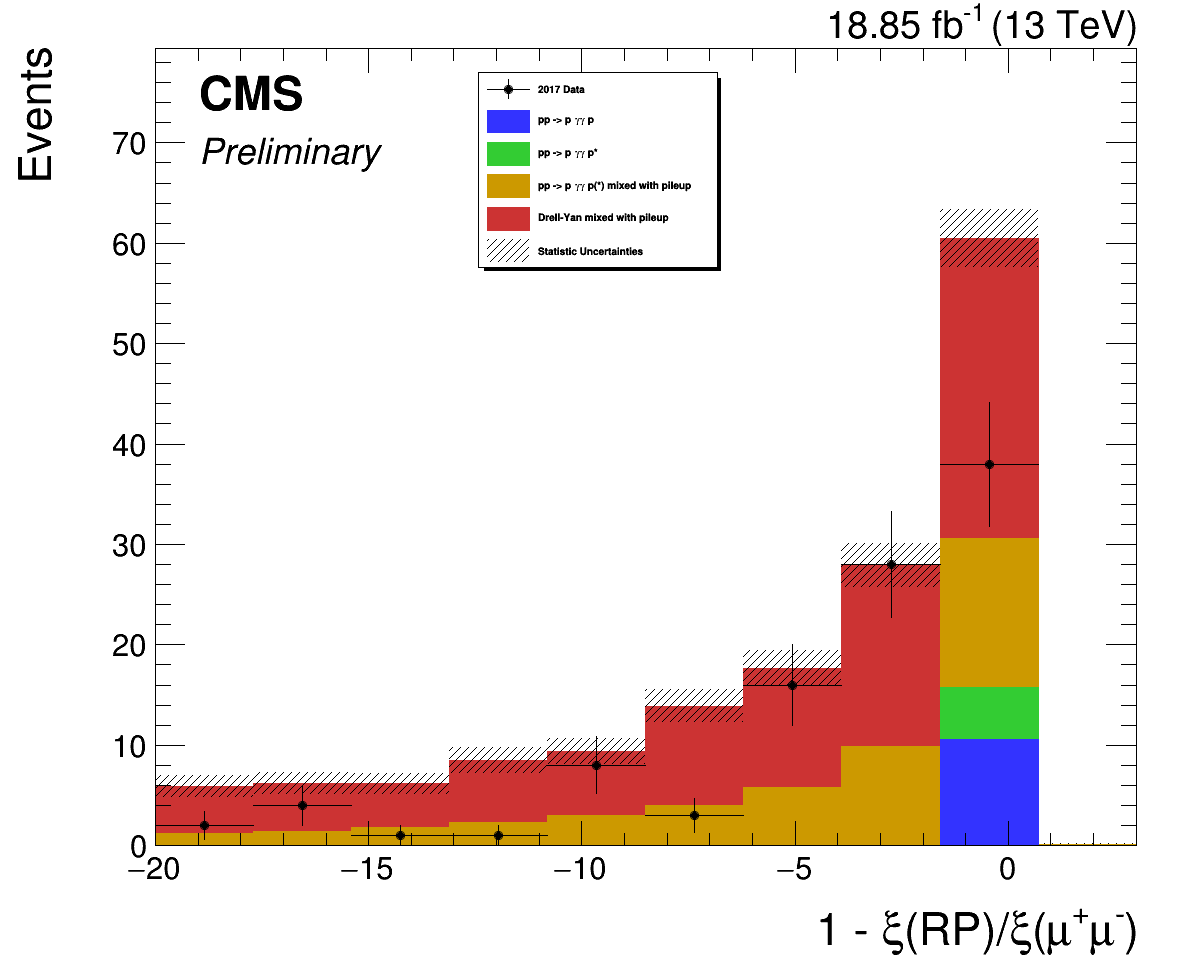 18.85 fb⁻¹ (13 TeV)
Events
CMS
Preliminary
2017 Data
pp -> p γγ p
pp -> p γγ p*
pp -> p γγ p(*) mixed with pileup
Drell-Yan mixed with pileup
Statistic Uncertainties
70
60
50
40
30
20
10
0
−20 −15 −10 −5 0
1 - ξ(RP)/ξ(μ⁺μ⁻)